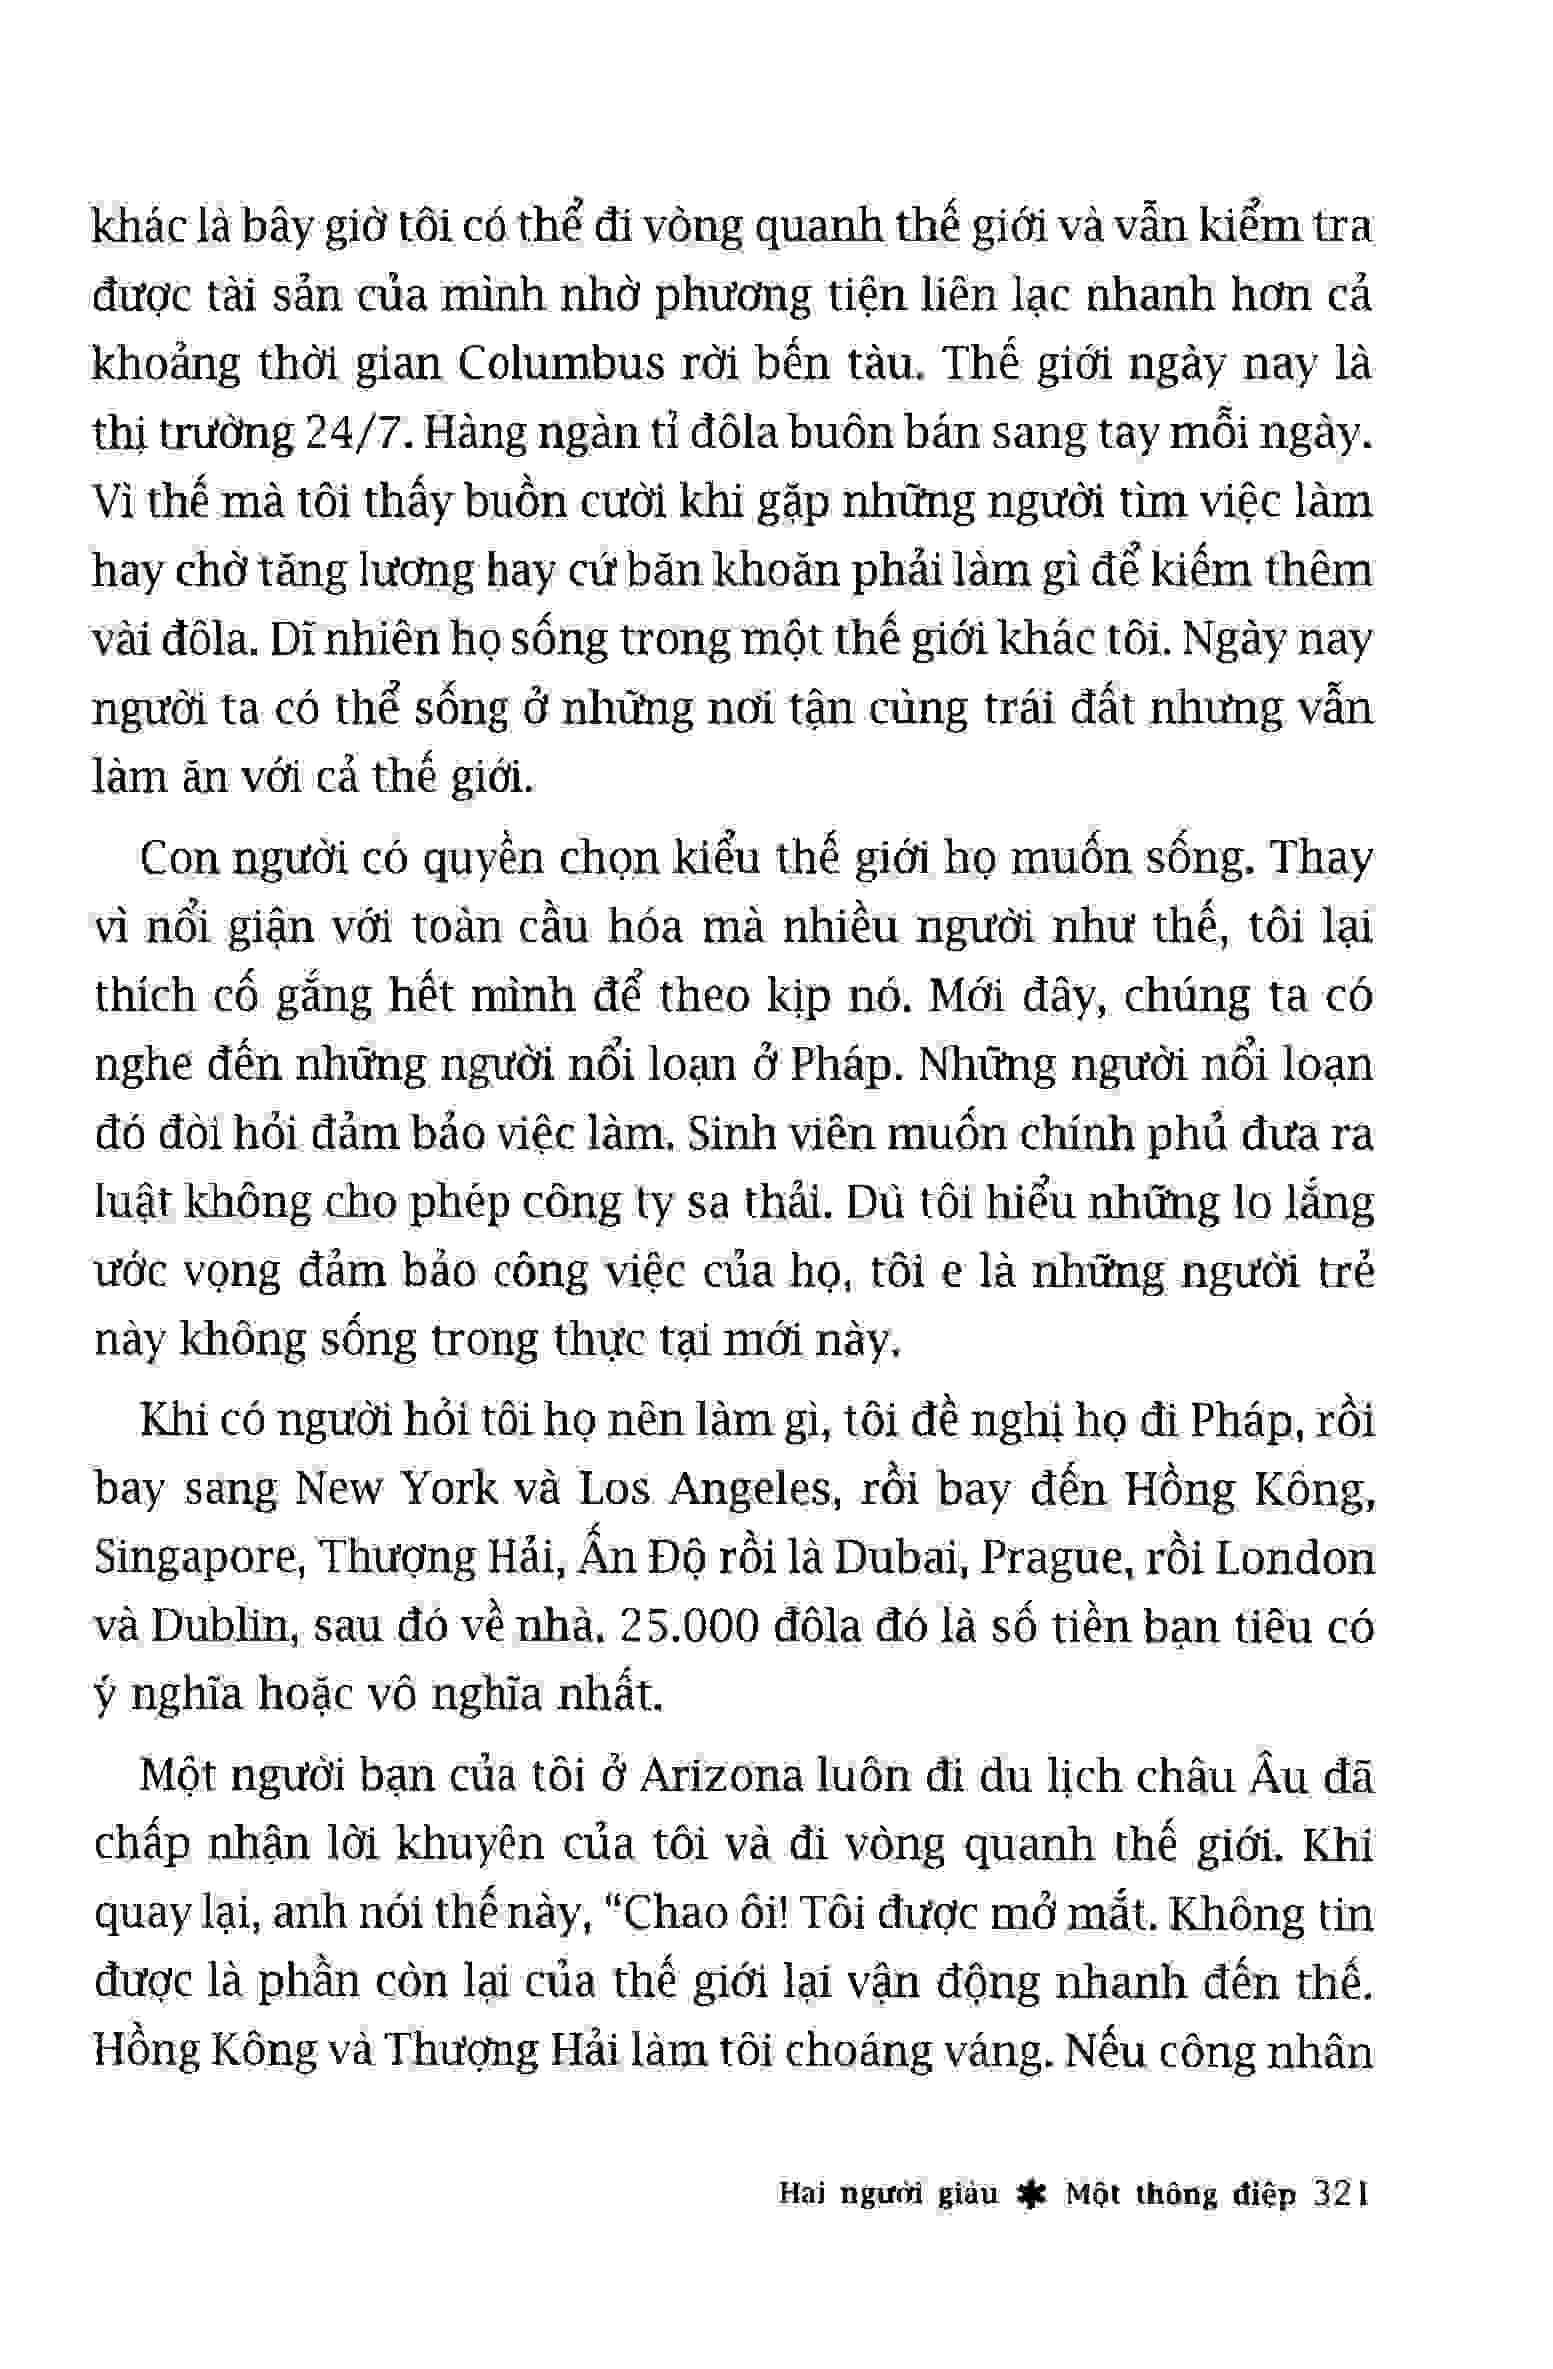 khác là bây giờ tôi có thể đi vòng quanh thế giới và vẫn kiểm tra
được tài sản của mình nhờ phương tiện liên lạc nhanh hơn cả
khoảng thời gian Columbus rời bến tàu. Thế giới ngày nay là
thị trường 24/7. Hàng ngàn tỉ đôla buôn bán sang tay mỗi ngày.
Vì thế mà tôi thấy buồn cười khi gặp những người tìm việc làm
hay chờ tăng lương hay cứ băn khoăn phải làm gì để kiếm thêm
vài đôla. Dĩ nhiên họ sống trong một thế giới khác tôi. Ngày nay
người ta có thể sống ở những nơi tận cùng trái đất nhưng vẫn
làm ăn với cả thế giới.
Con người có quyền chọn kiểu thế giới họ muốn sống. Thay
vì nổi giận với toàn cầu hóa mà nhiều người như thế, tôi lại
thích cố gắng hết mình để theo kịp nó. Mới đây, chúng ta có
nghe đến những người nổi loạn ở Pháp. Những người nổi loạn
đó đòi hỏi đảm bảo việc làm. Sinh viên muốn chính phủ đưa ra
luật không cho phép công ty sa thải. Dù tôi hiểu những lo lắng
ước vọng đảm bảo công việc của họ, tôi e là những người trẻ
này không sống trong thực tại mới này.
Khi có người hỏi tôi họ nên làm gì, tôi đề nghị họ đi Pháp, rồi
bay sang New York và Los Angeles, rồi bay đến Hồng Kông,
Singapore, Thượng Hải, Ấn Độ rồi là Dubai, Prague, rồi London
và Dublin, sau đó về nhà. 25.000 đôla đó là số tiền bạn tiêu có
ý nghĩa hoặc vô nghĩa nhất.
Một người bạn của tôi ở Arizona luôn đi du lịch châu Âu đã
chấp nhận lời khuyên của tôi và đi vòng quanh thế giới. Khi
quay lại, anh nói thế này, “Chao ôi! Tôi được mở mắt. Không tin
được là phần còn lại của thế giới lại vận động nhanh đến thế.
Hồng Kông và Thượng Hải làm tôi choáng váng. Nếu công nhân
Hai người giàu ✱ Một thông điệp 321